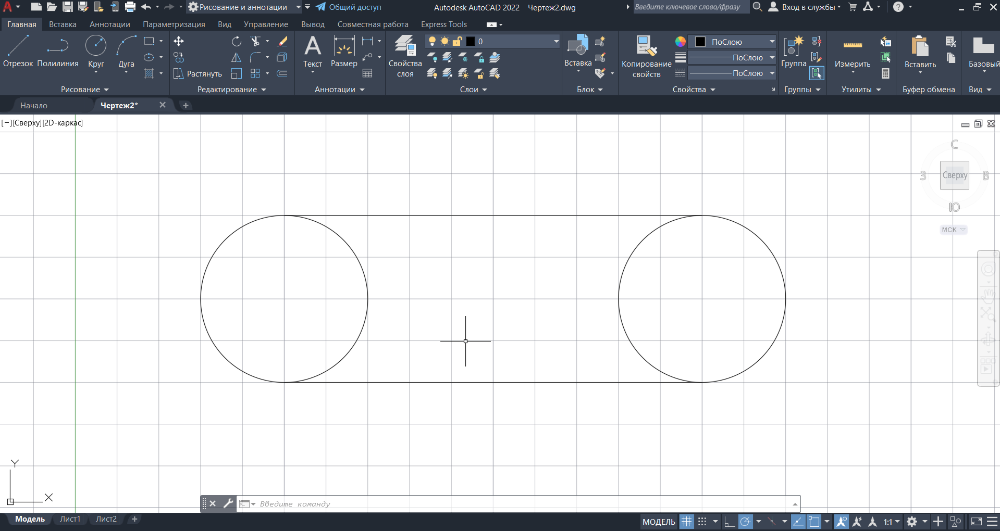 Рисование и аннотации
Общий доступ
Autodesk AutoCAD 2022 Чертеж2.dwg
Введите ключевое слово/фразу
Вход в службы
Главная
Вставка
Аннотации
Параметризация
Вид
Управление
Вывод
Совместная работа
Express Tools
Отрезок
Полилиния
Круг
Дуга
Рисование
Растянуть
Редактирование
Текст
Размер
Аннотации
Свойства слоя
0
Слои
Вставка
Блок
Копирование свойств
ПоСлою
ПоСлою
ПоСлою
Свойства
Группа
Группы
Измерить
Утилиты
Вставить
Буфер обмена
Базовый
Вид
Начало
Чертеж2*
[−][Сверху][2D-каркас]
С
З
Сверху
В
Ю
МСК
Y
X
Введите команду
Модель
Лист1
Лист2
МОДЕЛЬ
1:1